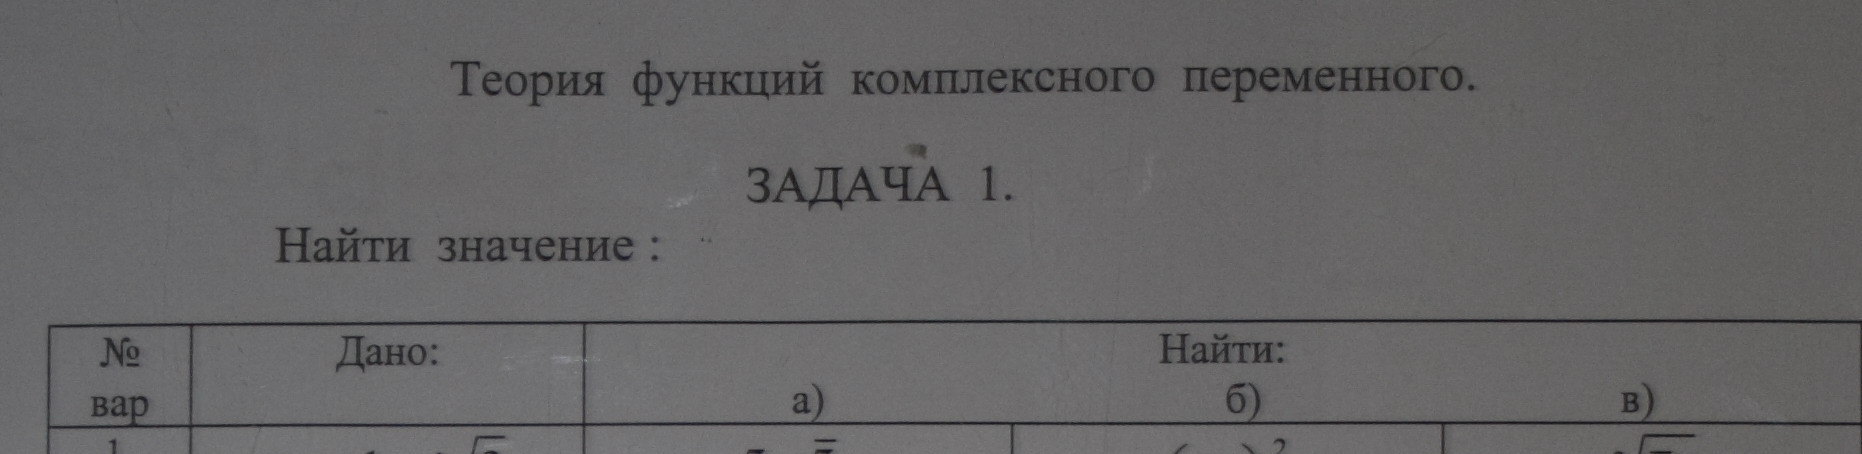 Теория функций комплексного переменного.
ЗАДАЧА 1.
Найти значение :
№ вар
Дано:
Найти:
а) б) в)